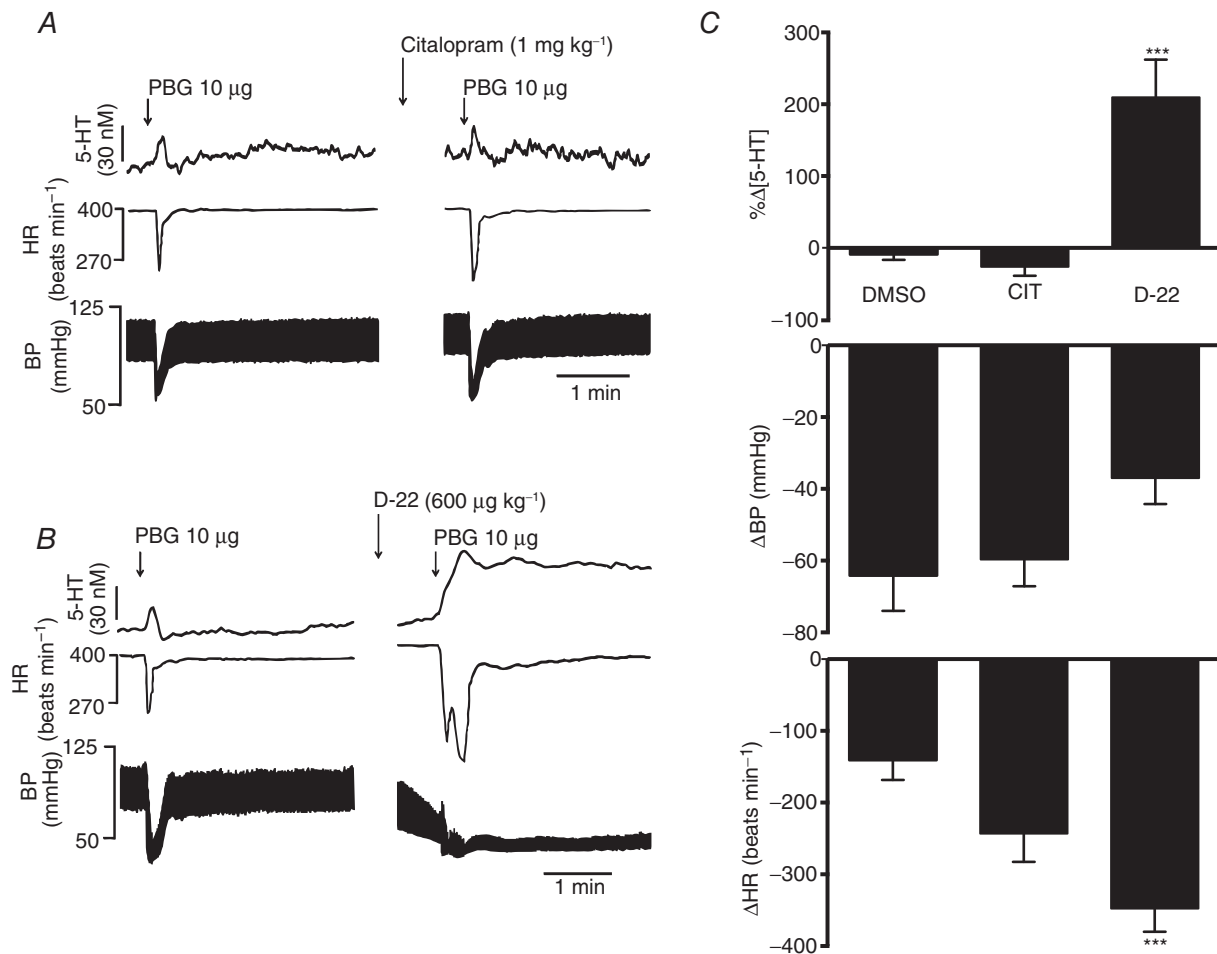 A
Citalopram (1 mg kg⁻¹)
PBG 10 μg
PBG 10 μg
5-HT
(30 nM)
HR
(beats min⁻¹)
400
270
BP
(mmHg)
125
50
1 min
B
D-22 (600 μg kg⁻¹)
PBG 10 μg
PBG 10 μg
5-HT
(30 nM)
HR
(beats min⁻¹)
400
270
BP
(mmHg)
125
50
1 min
C
%Δ[5-HT]
300
200
100
0
−100
***
DMSO
CIT
D-22
ΔBP (mmHg)
0
−20
−40
−60
−80
ΔHR (beats min⁻¹)
0
−100
−200
−300
−400
***